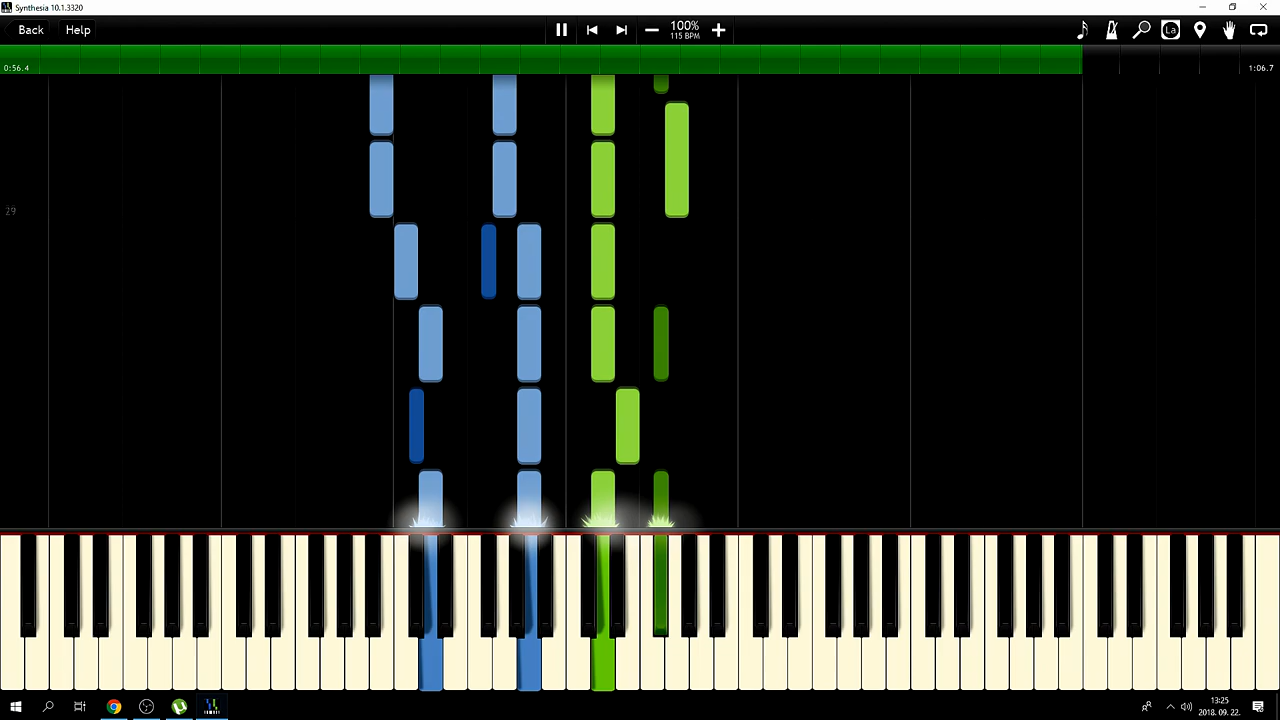 Synthesia 10.1.3320
Back
Help
100%
115 BPM
La
0:56.4
1:06.7
29
13:25
2018. 09. 22.